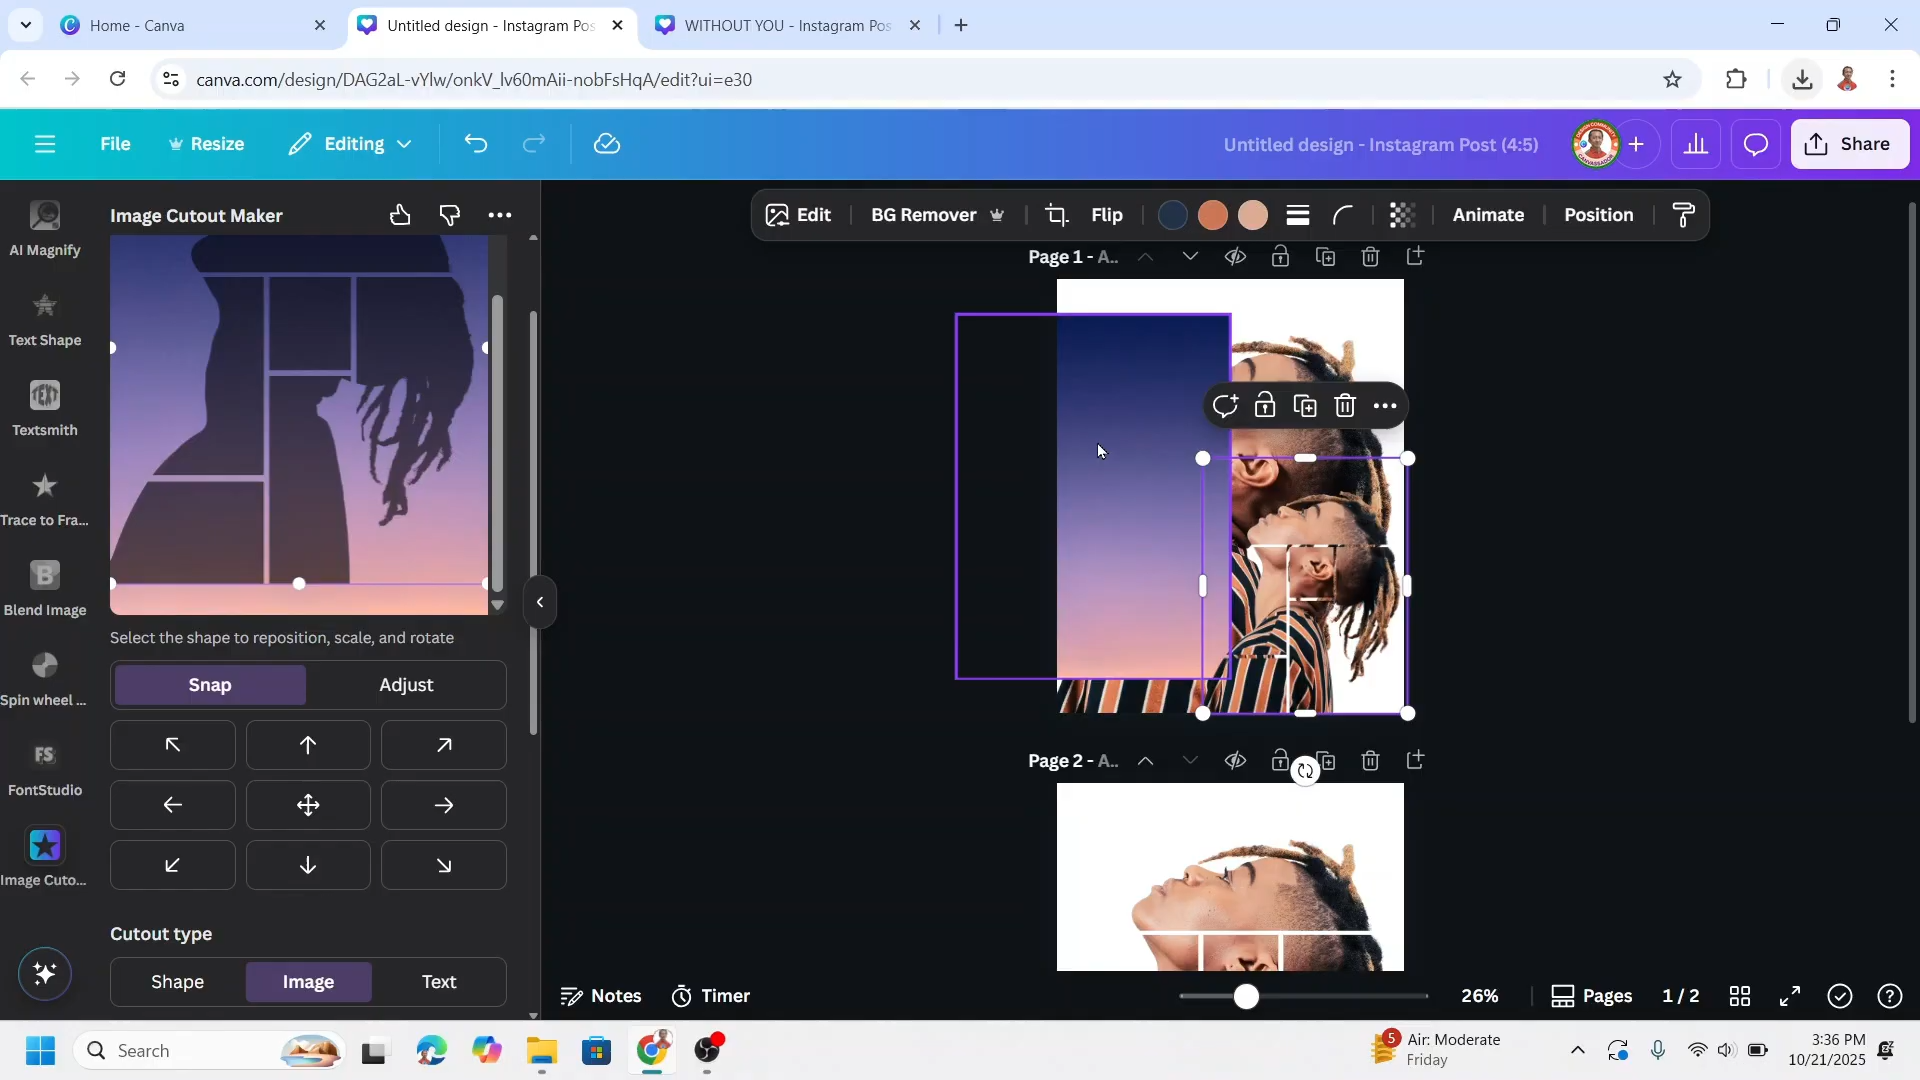 Home - Canva
Untitled design - Instagram Pos
WITHOUT YOU - Instagram Pos
canva.com/design/DAG2aL-vYlw/onkV_lv60mAii-nobFsHqA/edit?ui=e30
File
Resize
Editing
Untitled design - Instagram Post (4:5)
Share
AI Magnify
Text Shape
Textsmith
Trace to Fra...
Blend Image
Spin wheel ...
FontStudio
Image Cuto...
Image Cutout Maker
Select the shape to reposition, scale, and rotate
Snap
Adjust
Cutout type
Shape
Image
Text
Edit
BG Remover
Flip
Animate
Position
Page 1 - A..
Page 2 - A..
Notes
Timer
26%
Pages
1 / 2
Search
5
Air: Moderate
Friday
3:36 PM
10/21/2025